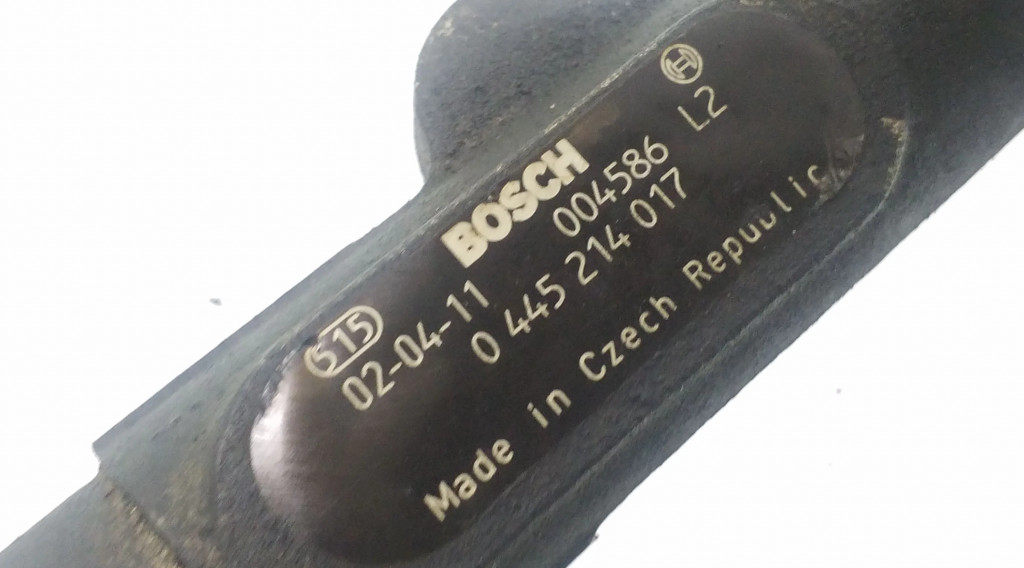 BOSCH
515
02-04-11 004586 L2
0 445 214 017
Made in Czech Republic